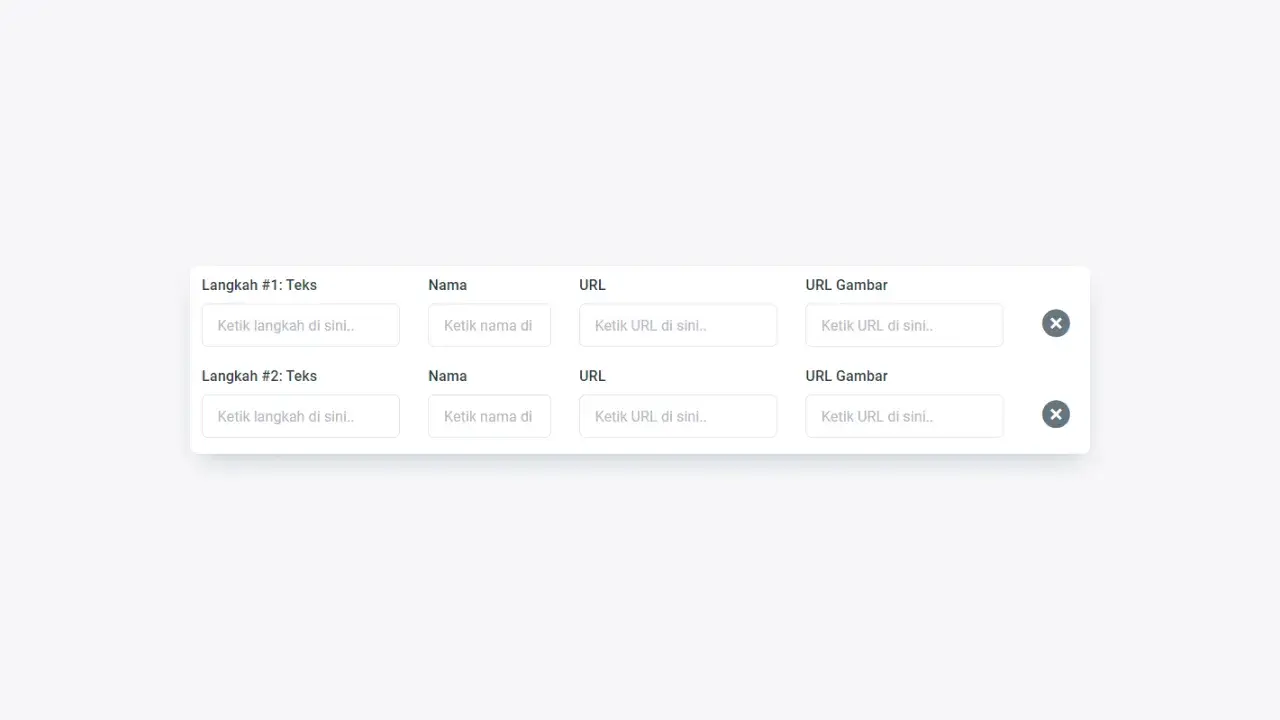 Langkah #1: Teks Nama URL URL Gambar
Ketik langkah di sini.. Ketik nama di Ketik URL di sini.. Ketik URL di sini..
Langkah #2: Teks Nama URL URL Gambar
Ketik langkah di sini.. Ketik nama di Ketik URL di sini.. Ketik URL di sini..